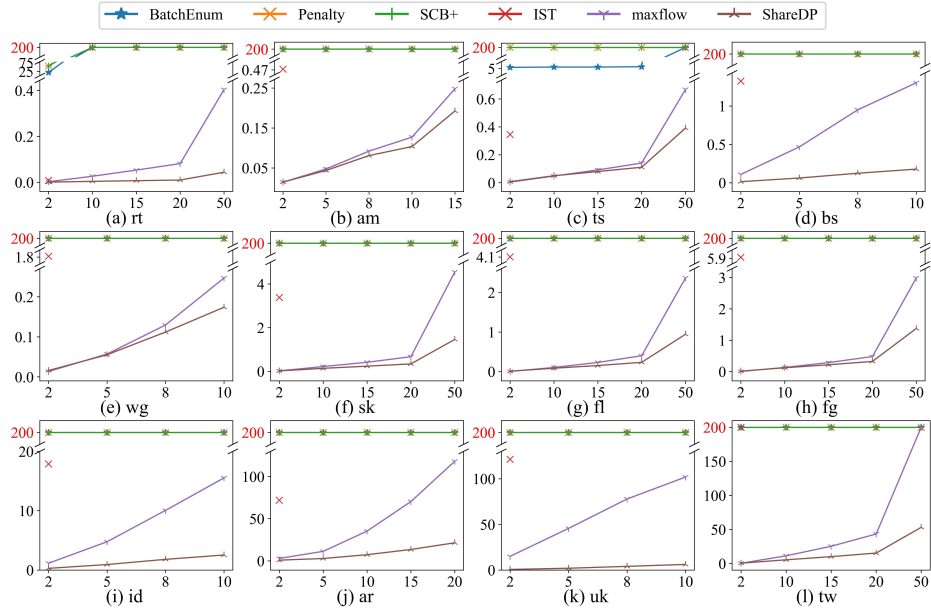 BatchEnum Penalty SCB+ IST maxflow ShareDP
200 75 25 0.4 0.2 0.0
2 10 15 20 50
(a) rt
200 0.47 0.25 0.15 0.05
2 5 8 10 15
(b) am
200 5 0.6 0.4 0.2 0.0
2 10 15 20 50
(c) ts
200 1 0.5 0
2 5 8 10
(d) bs
200 1.8 0.2 0.1 0.0
2 5 8 10
(e) wg
200 4 2 0
2 10 15 20 50
(f) sk
200 4.1 2 1 0
2 10 15 20 50
(g) fl
200 5.9 3 2 1 0
2 10 15 20 50
(h) fg
200 20 10 0
2 5 8 10
(i) id
200 100 50 0
2 5 10 15 20
(j) ar
200 100 50 0
2 5 8 10
(k) uk
200 150 100 50 0
2 10 15 20 50
(l) tw